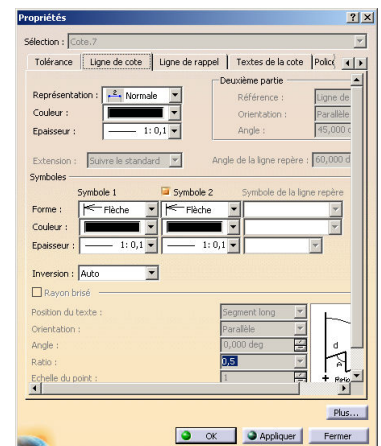 Propriétés
Sélection : Cote.7
Tolérance Ligne de cote Ligne de rappel Textes de la cote Police
Représentation : Normale
Couleur :
Epaisseur : 1: 0,1
Deuxième partie
Référence : Ligne de
Orientation : Parallèle
Angle : 45,000 d
Extension : Suivre le standard Angle de la ligne repère : 60,000 d
Symboles
Symbole 1 Symbole 2 Symbole de la ligne repère
Forme : Flèche Flèche
Couleur :
Epaisseur : 1: 0,1 1: 0,1
Inversion : Auto
Rayon brisé
Position du texte : Segment long
Orientation : Parallèle
Angle : 0,000 deg
Ratio : 0,5
Echelle du point : 1
d
Plus...
OK Appliquer Fermer